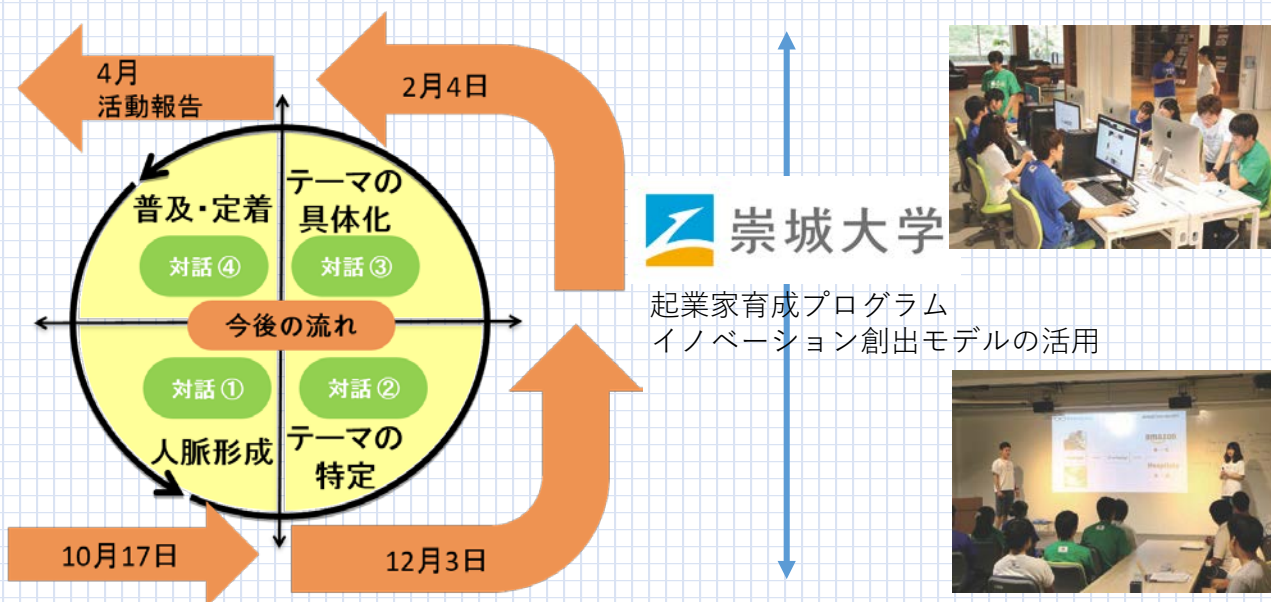 4月
活動報告
2月4日
普及・定着
テーマの
具体化
対話④
対話③
今後の流れ
対話①
対話②
人脈形成
テーマの
特定
10月17日
12月3日
崇城大学
起業家育成プログラム
イノベーション創出モデルの活用
amazon